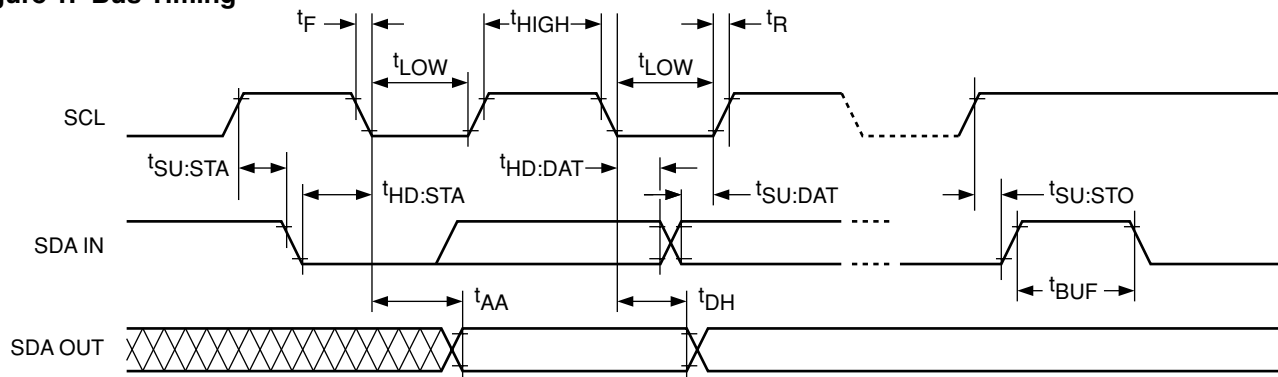 gure 1. Bus Timing
tF
tHIGH
tR
tLOW
tLOW
SCL
tSU:STA
tHD:STA
tHD:DAT
tSU:DAT
tSU:STO
SDA IN
tBUF
tAA
tDH
SDA OUT